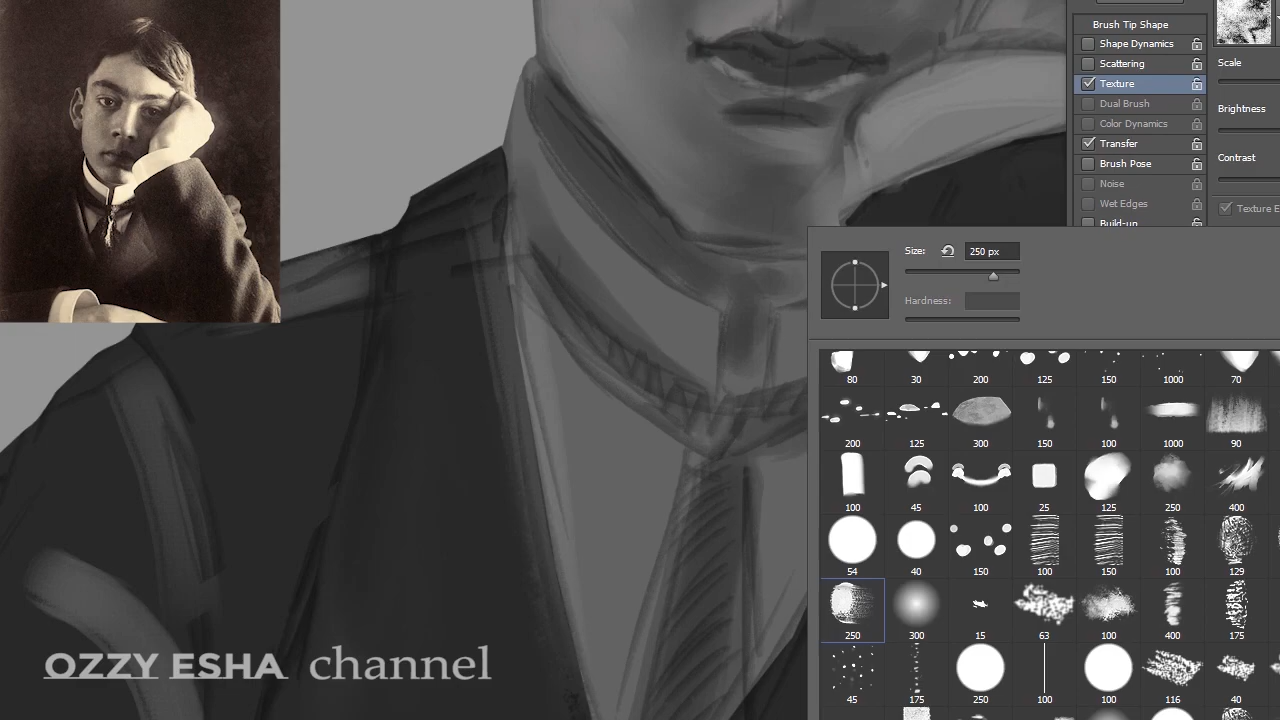 Brush Tip Shape
Shape Dynamics
Scattering
Texture
Dual Brush
Color Dynamics
Transfer
Brush Pose
Noise
Wet Edges
Build-up
Scale
Brightness
Contrast
Texture E
Size: 250 px
Hardness:
80 30 200 125 150 1000 70
200 125 300 150 100 1000 90
100 45 100 25 125 250 400
54 40 150 100 150 100 129
250 300 15 63 100 400 175
45 175 250 100 100 116 40
OZZY ESHA channel